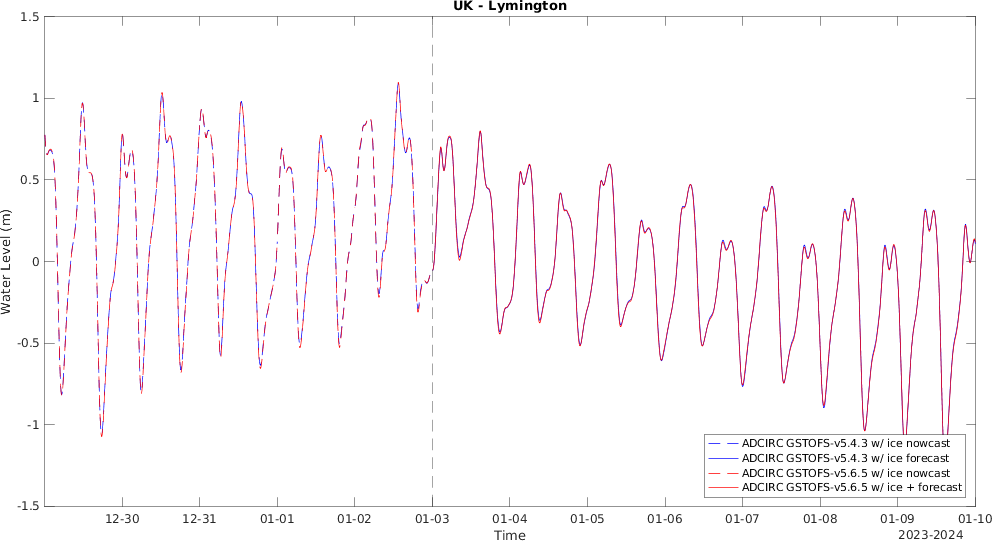 UK - Lymington
1.5
1
0.5
0
-0.5
-1
-1.5
Water Level (m)
12-30
12-31
01-01
01-02
01-03
01-04
01-05
01-06
01-07
01-08
01-09
01-10
Time
2023-2024
ADCIRC GSTOFS-v5.4.3 w/ ice nowcast
ADCIRC GSTOFS-v5.4.3 w/ ice forecast
ADCIRC GSTOFS-v5.6.5 w/ ice nowcast
ADCIRC GSTOFS-v5.6.5 w/ ice + forecast